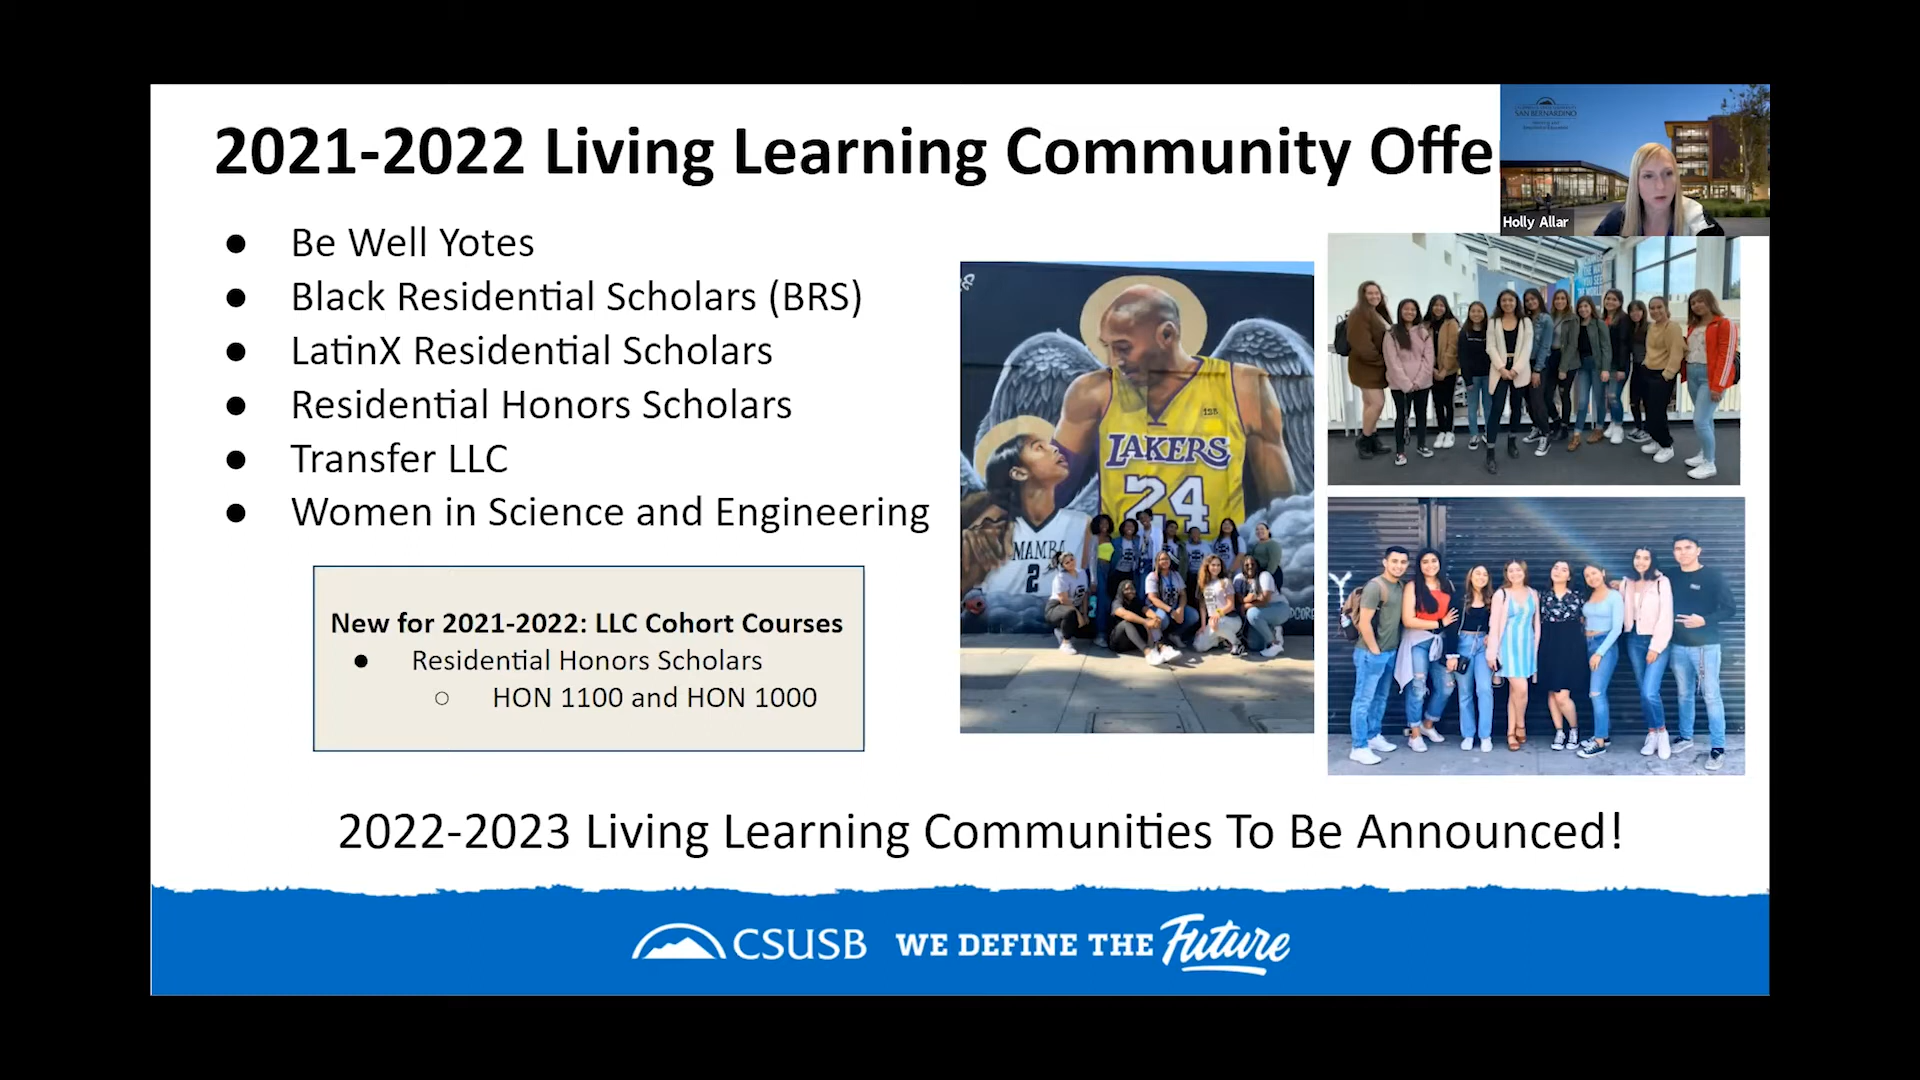 2021-2022 Living Learning Community Offe
SAN BERNARDINO
Holly Allar
● Be Well Yotes
● Black Residential Scholars (BRS)
● LatinX Residential Scholars
● Residential Honors Scholars
● Transfer LLC
● Women in Science and Engineering
New for 2021-2022: LLC Cohort Courses
● Residential Honors Scholars
○ HON 1100 and HON 1000
LAKERS
24
MAMBA
2
2022-2023 Living Learning Communities To Be Announced!
CSUSB WE DEFINE THE Future